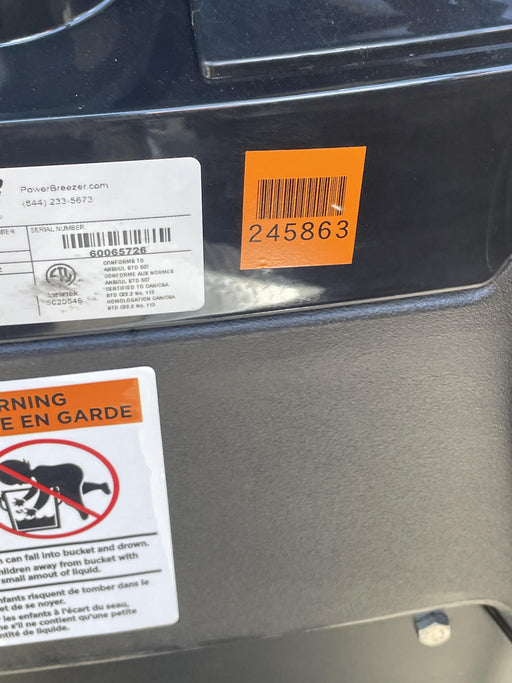 PowerBreezer.com
(844) 233-5673
BER
SERIAL NUMBER
60065726
CONFORMS TO
ANSI/UL STD 507
CONFORME AUX NORMES
ANSI/UL STD 507
CERTIFIED TO CAN/CSA
STD C22.2 No. 113
HOMOLOGATION CAN/CSA
STD C22.2 No. 113
Intertek
245863
RNING
E EN GARDE
n can fall into bucket and drown.
hildren away from bucket with
small amout of liquid.
nfants risquent de tomber dans le
et de se noyer.
les enfants à l'écart du seau,
e s'il ne contient qu'une petite
ntité de liquide.